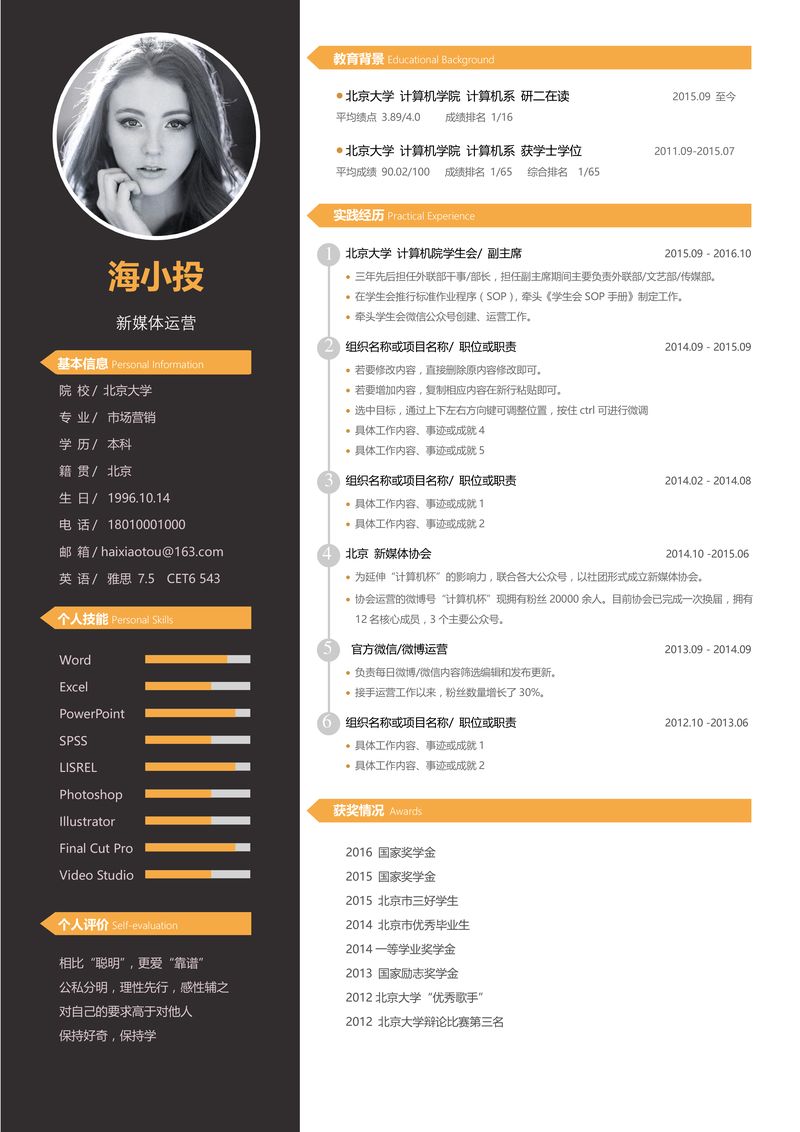 海小投
新媒体运营
基本信息 Personal Information
院 校 / 北京大学
专 业 / 市场营销
学 历 / 本科
籍 贯 / 北京
生 日 / 1996.10.14
电 话 / 18010001000
邮 箱 / haixiaotou@163.com
英 语 / 雅思 7.5 CET6 543
个人技能 Personal Skills
Word
Excel
PowerPoint
SPSS
LISREL
Photoshop
Illustrator
Final Cut Pro
Video Studio
个人评价 Self-evaluation
相比“聪明”，更爱“靠谱”
公私分明，理性先行，感性辅之
对自己的要求高于对他人
保持好奇，保持学
教育背景 Educational Background
北京大学 计算机学院 计算机系 研二在读 2015.09 至今
平均绩点 3.89/4.0 成绩排名 1/16
北京大学 计算机学院 计算机系 获学士学位 2011.09-2015.07
平均成绩 90.02/100 成绩排名 1/65 综合排名 1/65
实践经历 Practical Experience
1 北京大学 计算机院学生会/ 副主席 2015.09 - 2016.10
三年先后担任外联部干事/部长，担任副主席期间主要负责外联部/文艺部/传媒部。
在学生会推行标准作业程序（SOP），牵头《学生会 SOP 手册》制定工作。
牵头学生会微信公众号创建、运营工作。
2 组织名称或项目名称/ 职位或职责 2014.09 - 2015.09
若要修改内容，直接删除原内容修改即可。
若要增加内容，复制相应内容在新行粘贴即可。
选中目标，通过上下左右方向键可调整位置，按住 ctrl 可进行微调
具体工作内容、事迹或成就 4
具体工作内容、事迹或成就 5
3 组织名称或项目名称/ 职位或职责 2014.02 - 2014.08
具体工作内容、事迹或成就 1
具体工作内容、事迹或成就 2
4 北京 新媒体协会 2014.10 -2015.06
为延伸“计算机杯”的影响力，联合各大公众号，以社团形式成立新媒体协会。
协会运营的微博号“计算机杯”现拥有粉丝 20000 余人。目前协会已完成一次换届，拥有
12 名核心成员，3 个主要公众号。
5 官方微信/微博运营 2013.09 - 2014.09
负责每日微博/微信内容筛选编辑和发布更新。
接手运营工作以来，粉丝数量增长了 30%。
6 组织名称或项目名称/ 职位或职责 2012.10 -2013.06
具体工作内容、事迹或成就 1
具体工作内容、事迹或成就 2
获奖情况 Awards
2016 国家奖学金
2015 国家奖学金
2015 北京市三好学生
2014 北京市优秀毕业生
2014 一等学业奖学金
2013 国家励志奖学金
2012 北京大学“优秀歌手”
2012 北京大学辩论比赛第三名